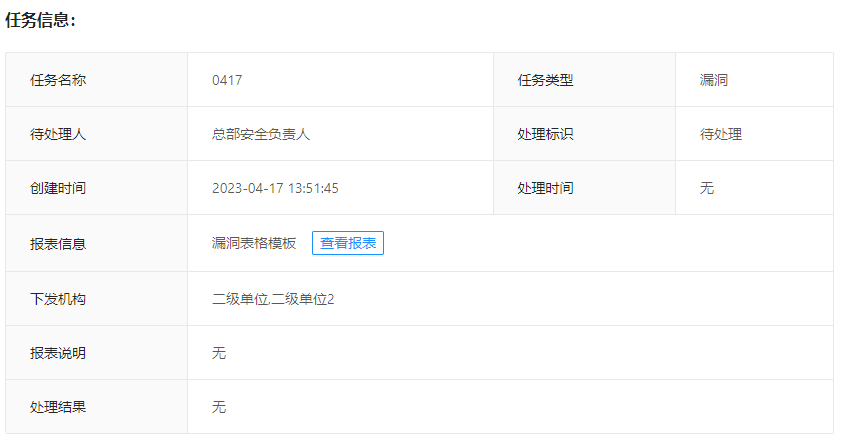 任务信息：
任务名称 0417 任务类型 漏洞
待处理人 总部安全负责人 处理标识 待处理
创建时间 2023-04-17 13:51:45 处理时间 无
报表信息 漏洞表格模板 查看报表
下发机构 二级单位,二级单位2
报表说明 无
处理结果 无